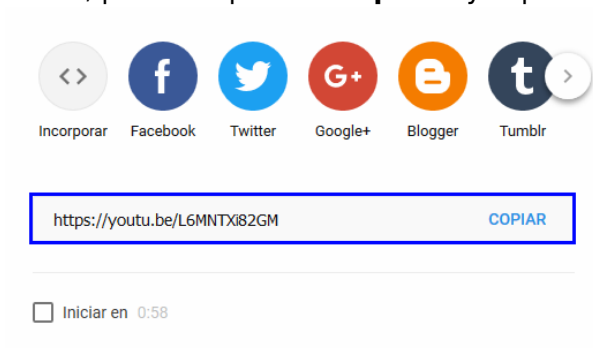 Incorporar Facebook Twitter Google+ Blogger Tumblr
https://youtu.be/L6MNTXi82GM COPIAR
Iniciar en 0:58